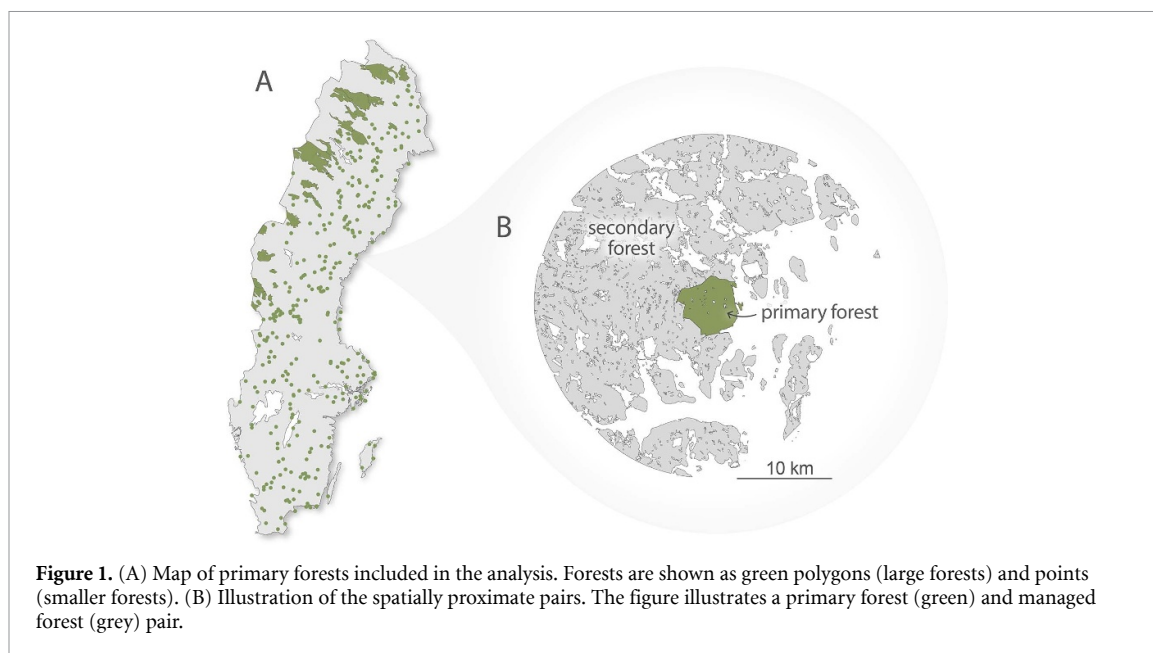 A
B
secondary
forest
primary forest
10 km
Figure 1. (A) Map of primary forests included in the analysis. Forests are shown as green polygons (large forests) and points
(smaller forests). (B) Illustration of the spatially proximate pairs. The figure illustrates a primary forest (green) and managed
forest (grey) pair.